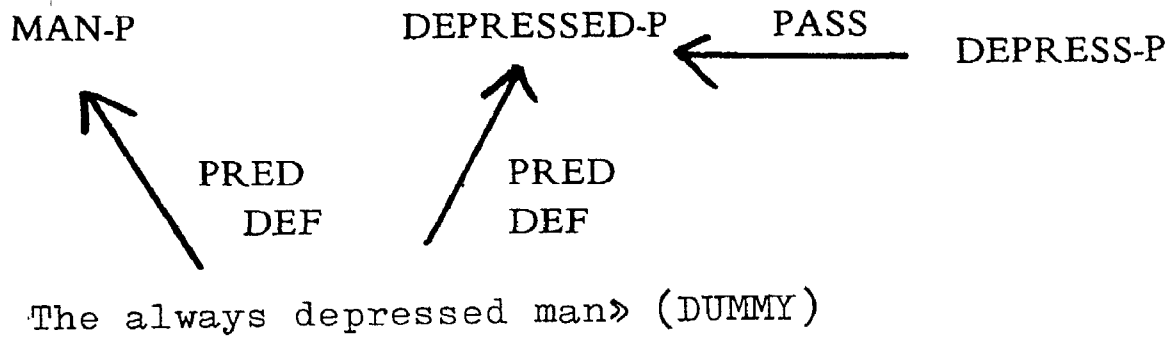 MAN-P DEPRESSED-P PASS DEPRESS-P
PRED PRED
DEF DEF
The always depressed man» (DUMMY)